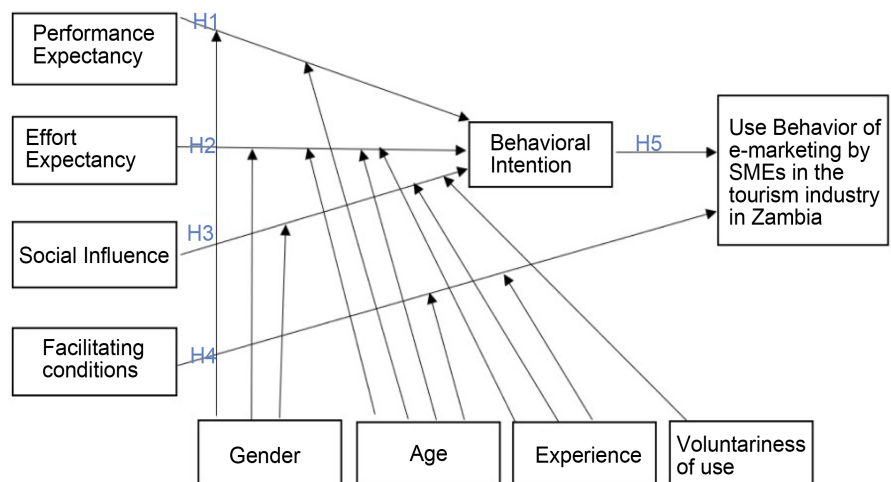 Performance
Expectancy
H1
Effort
Expectancy
H2
Behavioral
Intention
H5
Use Behavior of
e-marketing by
SMEs in the
tourism industry
in Zambia
Social Influence
H3
Facilitating
conditions
H4
Gender
Age
Experience
Voluntariness
of use